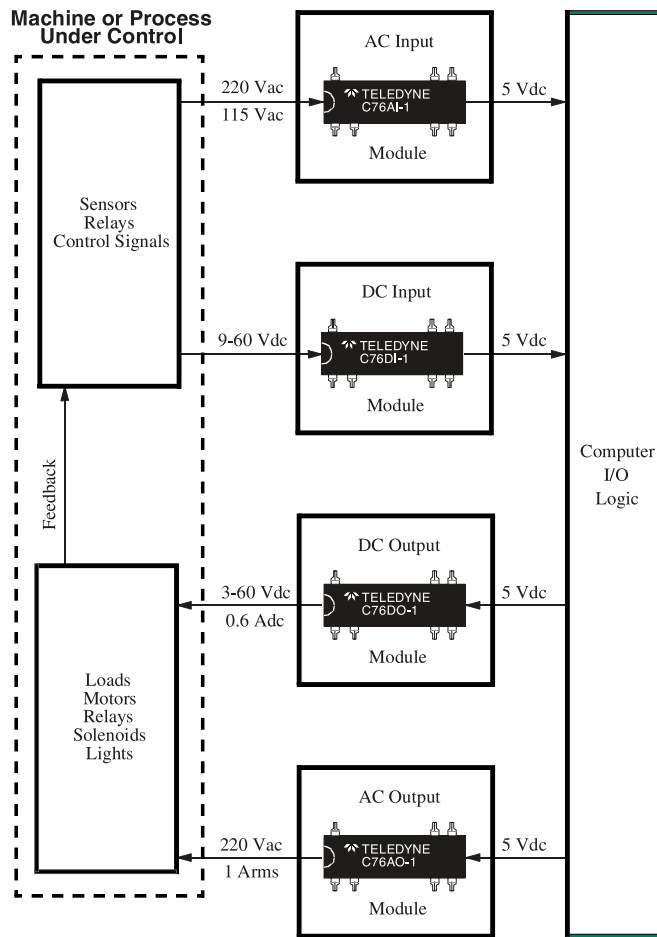 Machine or Process
Under Control
AC Input
220 Vac
115 Vac
TELEDYNE
C76AI-1
5 Vdc
Module
Sensors
Relays
Control Signals
DC Input
9-60 Vdc
TELEDYNE
C76DI-1
5 Vdc
Module
Feedback
Computer
I/O
Logic
DC Output
3-60 Vdc
0.6 Adc
TELEDYNE
C76DO-1
5 Vdc
Module
Loads
Motors
Relays
Solenoids
Lights
AC Output
220 Vac
1 Arms
TELEDYNE
C76AO-1
5 Vdc
Module